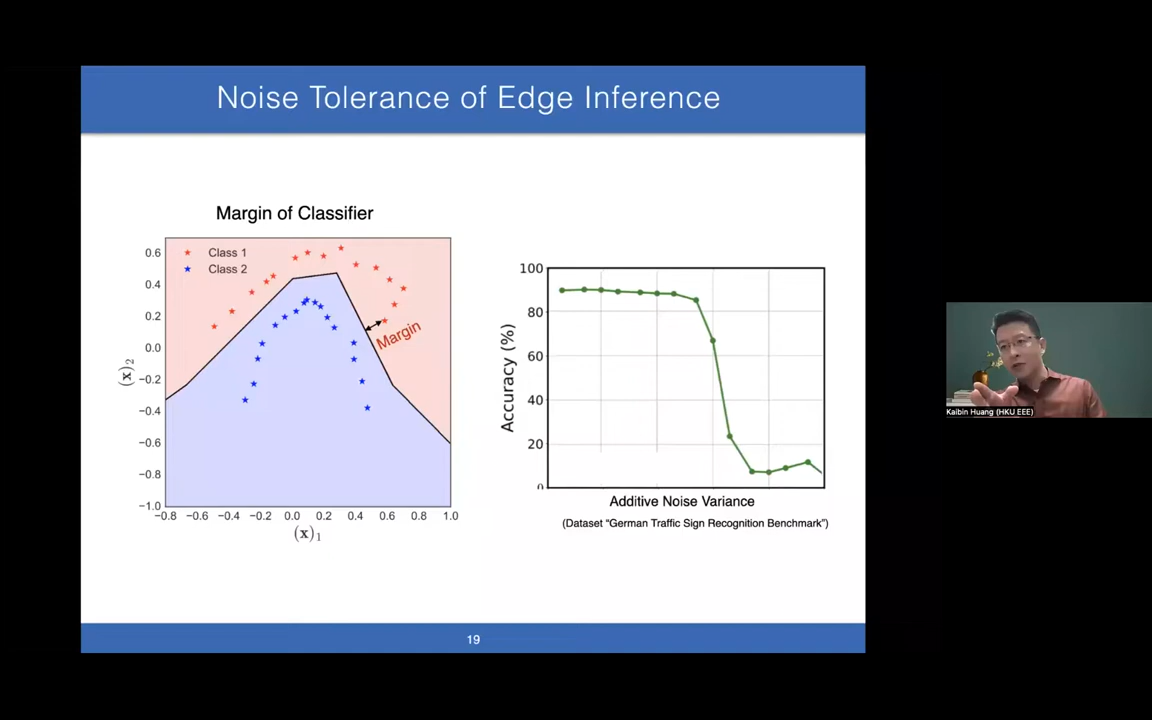 Noise Tolerance of Edge Inference
Margin of Classifier
Class 1
Class 2
Margin
0.6
0.4
0.2
0.0
−0.2
−0.4
−0.6
−0.8
−1.0
(x)₂
−0.8 −0.6 −0.4 −0.2 0.0 0.2 0.4 0.6 0.8 1.0
(x)₁
100
80
60
40
20
0
Accuracy (%)
Additive Noise Variance
(Dataset “German Traffic Sign Recognition Benchmark”)
19
Kaibin Huang (HKU EEE)